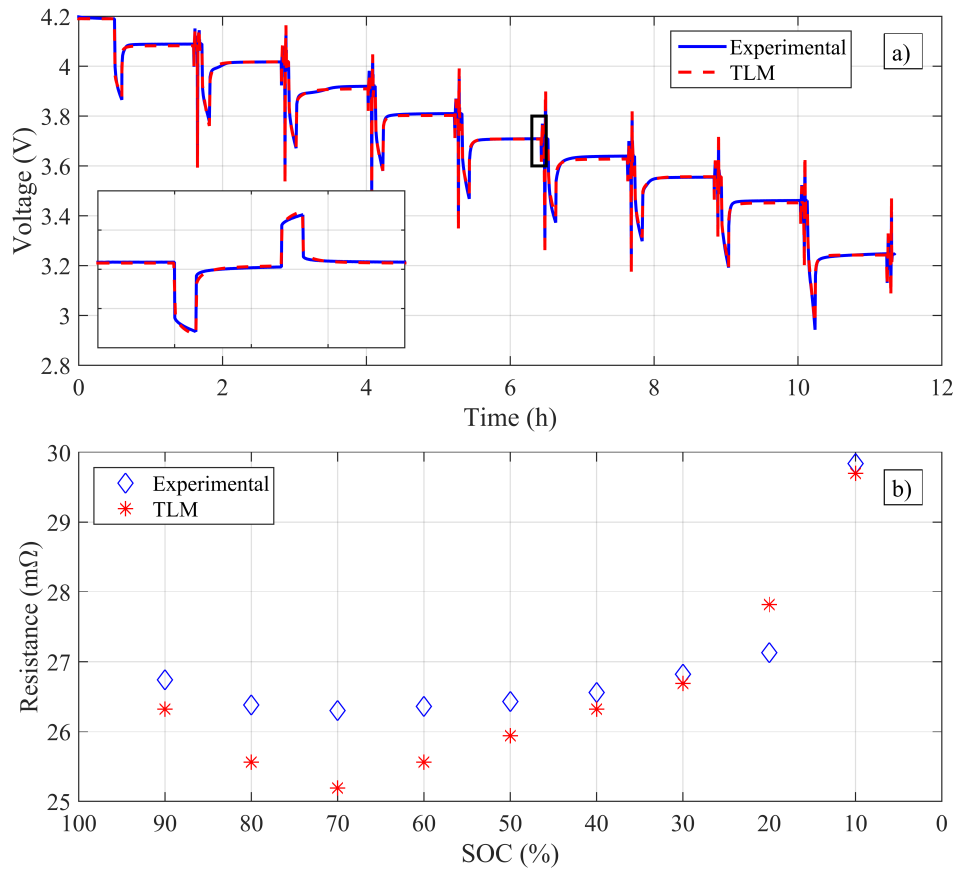 4.2
4
3.8
3.6
3.4
3.2
3
2.8
Voltage (V)
Experimental
TLM
a)
0 2 4 6 8 10 12
Time (h)
30
29
28
27
26
25
Resistance (mΩ)
Experimental
TLM
b)
100 90 80 70 60 50 40 30 20 10 0
SOC (%)